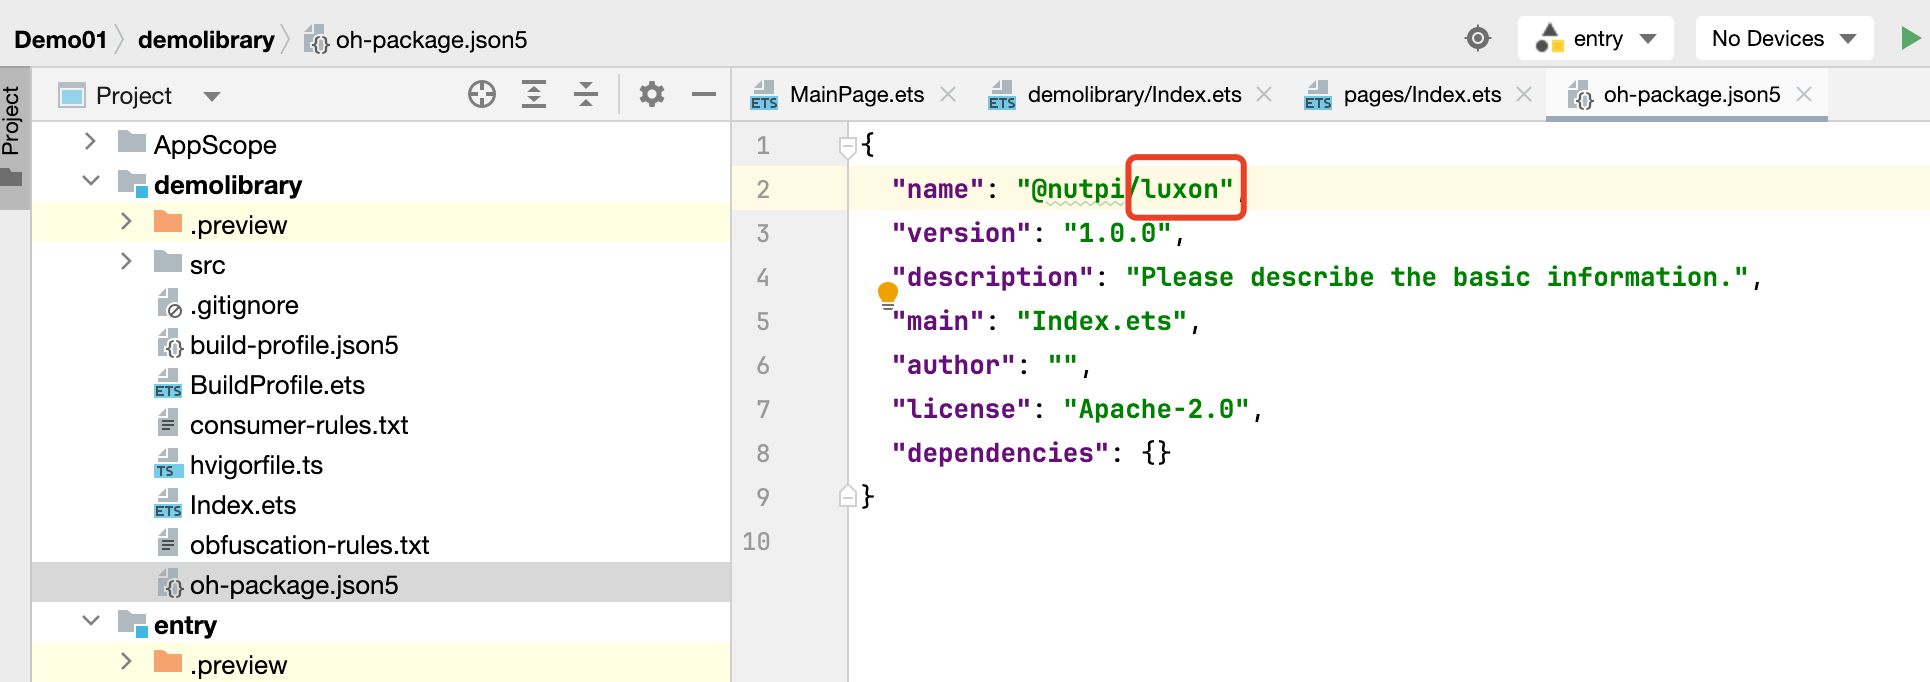 Demo01 demolibrary oh-package.json5
entry
No Devices
Project
Project
MainPage.ets
demolibrary/Index.ets
pages/Index.ets
oh-package.json5
AppScope
demolibrary
.preview
src
.gitignore
build-profile.json5
ETS BuildProfile.ets
consumer-rules.txt
TS hvigorfile.ts
ETS Index.ets
obfuscation-rules.txt
oh-package.json5
entry
.preview
1 {
2 "name": "@nutpi/luxon",
3 "version": "1.0.0",
4 "description": "Please describe the basic information.",
5 "main": "Index.ets",
6 "author": "",
7 "license": "Apache-2.0",
8 "dependencies": {}
9 }
10